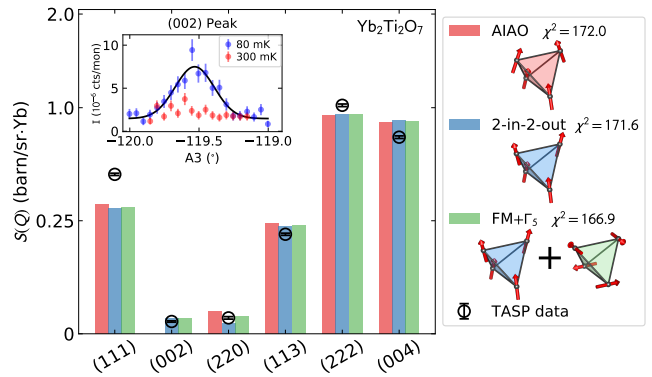 (002) Peak
Yb₂Ti₂O₇
2.0
1.0
0.25
0
S(Q) (barn/sr·Yb)
I (10⁻⁶ cts/mon)
10
5
0
80 mK
300 mK
−120.0
−119.5
−119.0
A3 (°)
(111)
(002)
(220)
(113)
(222)
(004)
AIAO χ² = 172.0
2-in-2-out χ² = 171.6
FM+Γ₅ χ² = 166.9
+
TASP data